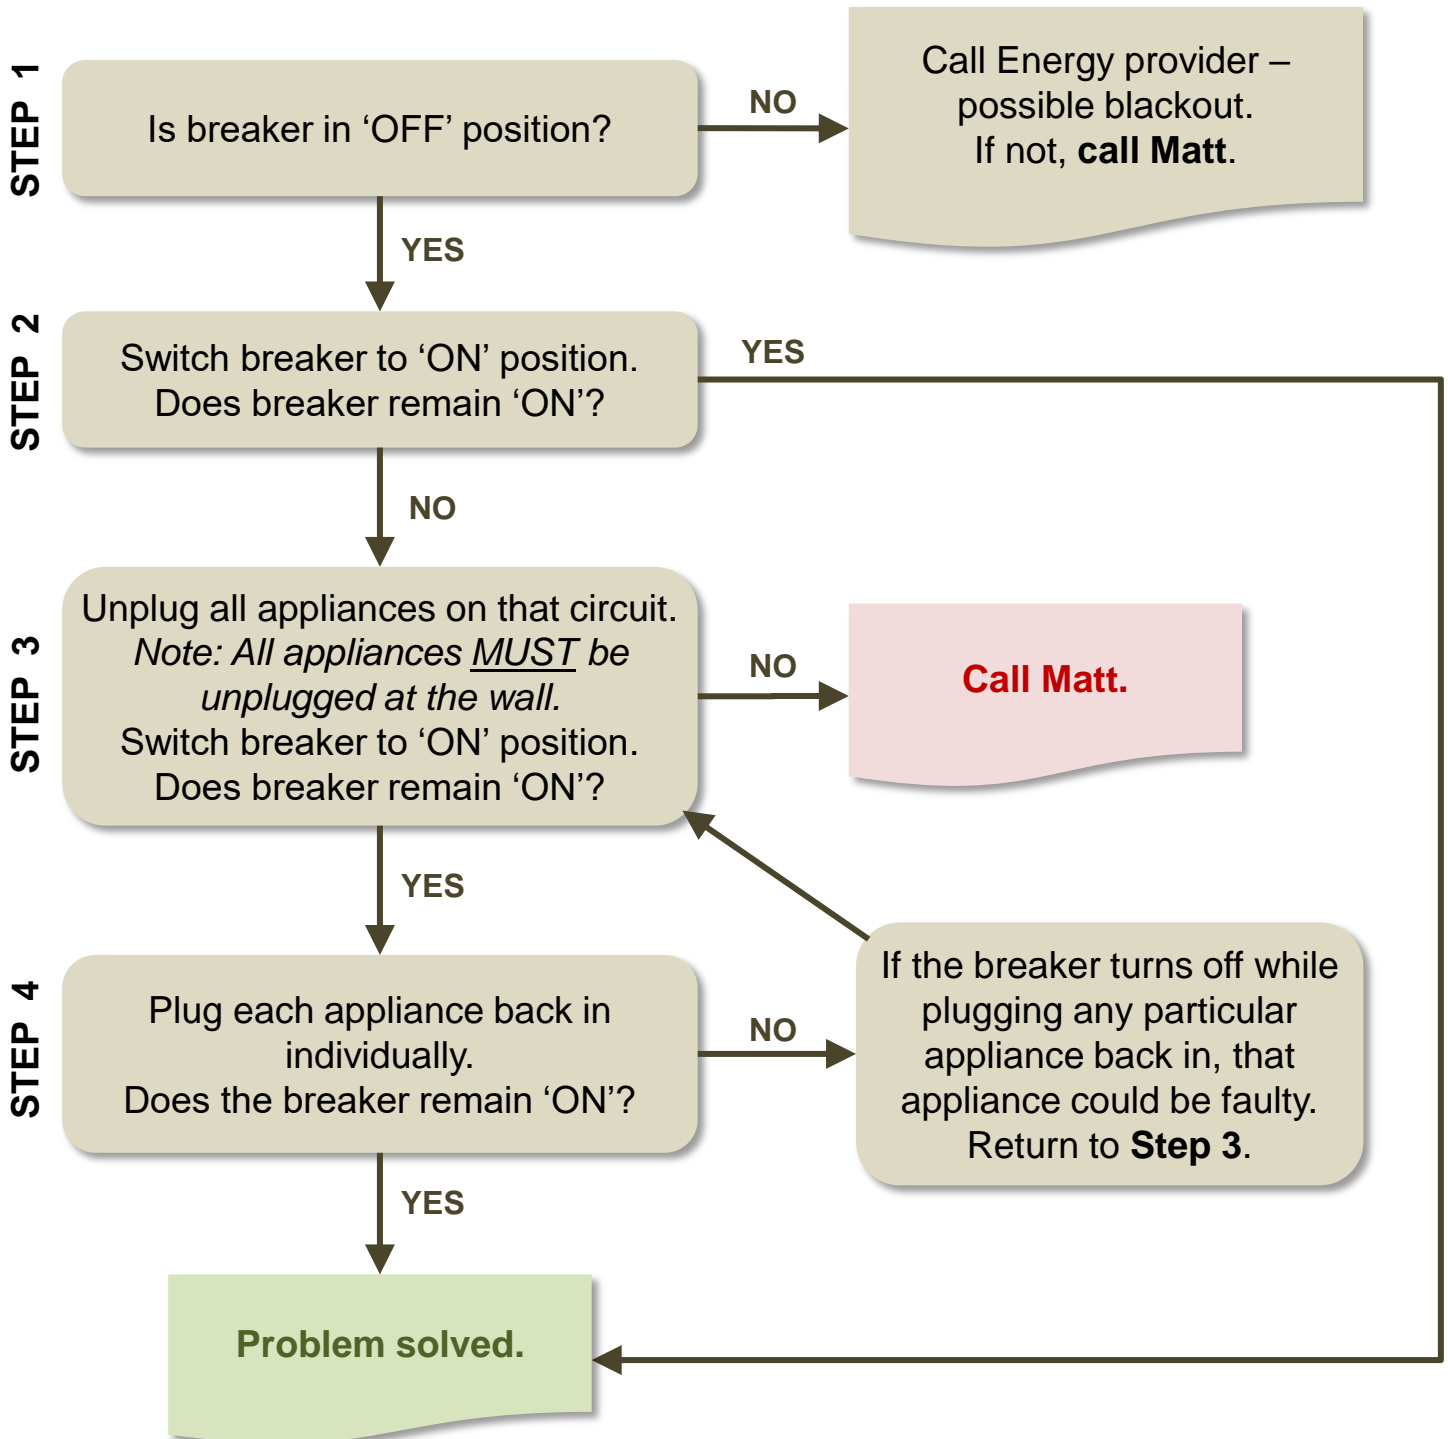 STEP 1
Is breaker in ‘OFF’ position?
NO
Call Energy provider –
possible blackout.
If not, call Matt.
YES
STEP 2
Switch breaker to ‘ON’ position.
Does breaker remain ‘ON’?
YES
NO
STEP 3
Unplug all appliances on that circuit.
Note: All appliances MUST be
unplugged at the wall.
Switch breaker to ‘ON’ position.
Does breaker remain ‘ON’?
NO
Call Matt.
YES
STEP 4
Plug each appliance back in
individually.
Does the breaker remain ‘ON’?
NO
If the breaker turns off while
plugging any particular
appliance back in, that
appliance could be faulty.
Return to Step 3.
YES
Problem solved.